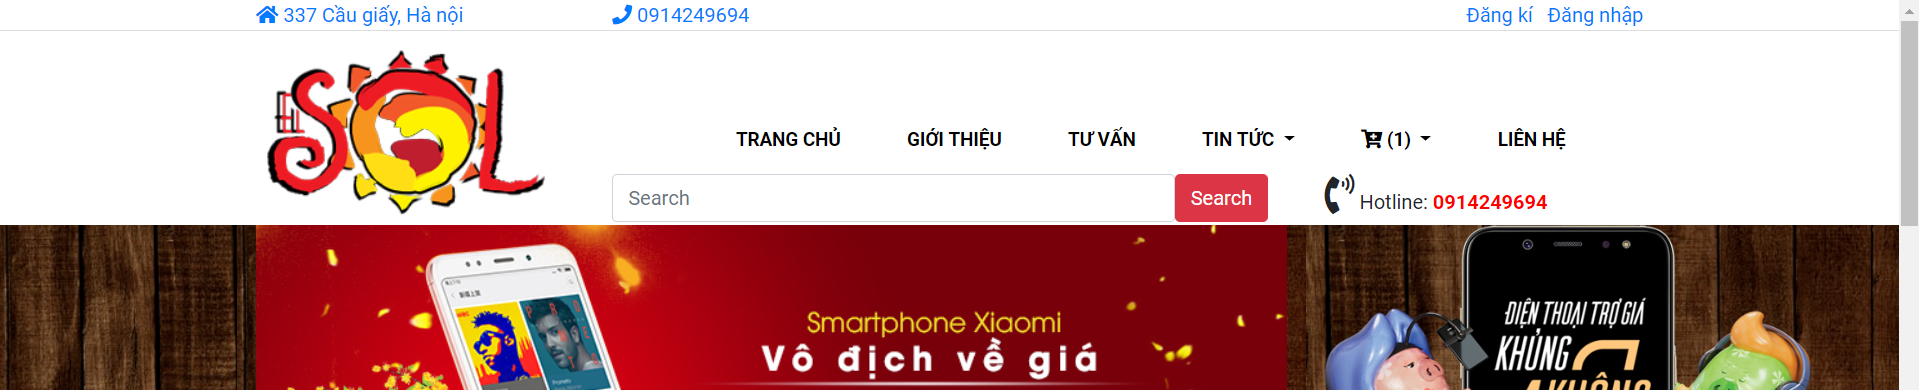 337 Cầu giấy, Hà nội
0914249694
Đăng kí Đăng nhập
SOL
TRANG CHỦ GIỚI THIỆU TƯ VẤN TIN TỨC (1) LIÊN HỆ
Search Search
Hotline: 0914249694
Smartphone Xiaomi
Vô địch về giá
ĐIỆN THOẠI TRỢ GIÁ
KHỦNG